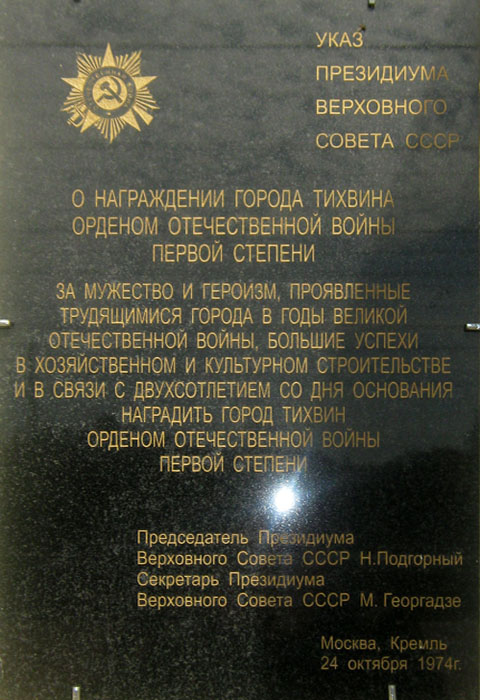 УКАЗ
ПРЕЗИДИУМА
ВЕРХОВНОГО
СОВЕТА СССР
О НАГРАЖДЕНИИ ГОРОДА ТИХВИНА
ОРДЕНОМ ОТЕЧЕСТВЕННОЙ ВОЙНЫ
ПЕРВОЙ СТЕПЕНИ
ЗА МУЖЕСТВО И ГЕРОИЗМ, ПРОЯВЛЕННЫЕ
ТРУДЯЩИМИСЯ ГОРОДА В ГОДЫ ВЕЛИКОЙ
ОТЕЧЕСТВЕННОЙ ВОЙНЫ, БОЛЬШИЕ УСПЕХИ
В ХОЗЯЙСТВЕННОМ И КУЛЬТУРНОМ СТРОИТЕЛЬСТВЕ
И В СВЯЗИ С ДВУХСОТЛЕТИЕМ СО ДНЯ ОСНОВАНИЯ
НАГРАДИТЬ ГОРОД ТИХВИН
ОРДЕНОМ ОТЕЧЕСТВЕННОЙ ВОЙНЫ
ПЕРВОЙ СТЕПЕНИ
Председатель Президиума
Верховного Совета СССР Н.Подгорный
Секретарь Президиума
Верховного Совета СССР М. Георгадзе
Москва, Кремль
24 октября 1974г.